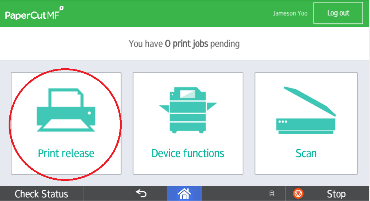 PaperCut MF
Jameson Yuo
Log out
You have 0 print jobs pending
Print release
Device functions
Scan
Check Status
Stop